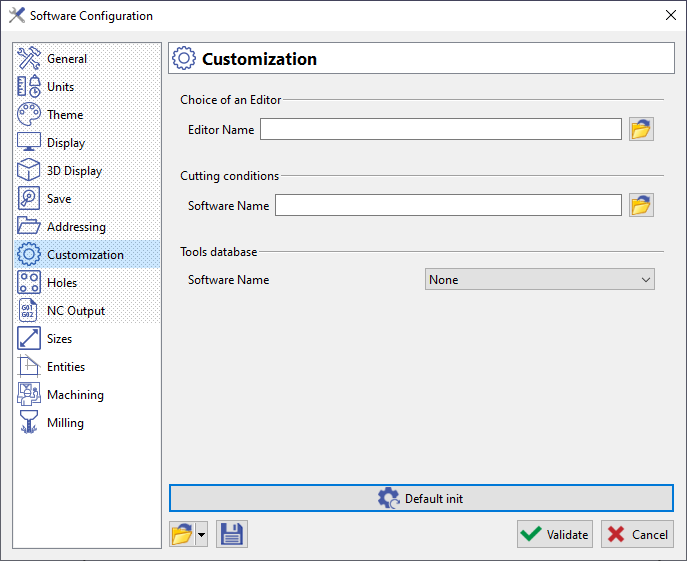 Software Configuration
General
Units
Theme
Display
3D Display
Save
Addressing
Customization
Holes
G01
G02
NC Output
Sizes
Entities
Machining
Milling
Customization
Choice of an Editor
Editor Name
Cutting conditions
Software Name
Tools database
Software Name None
Default init
Validate Cancel